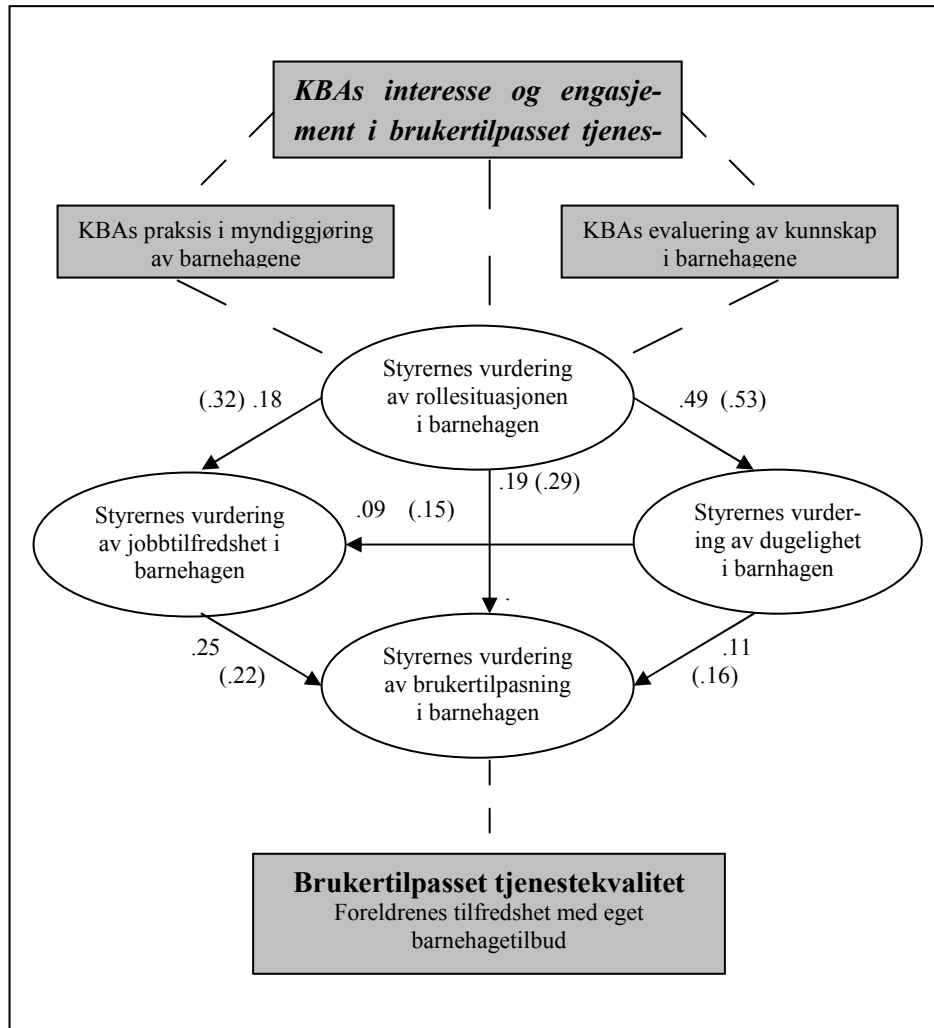 KBAs interesse og engasje-
ment i brukertilpasset tjenes-
KBAs praksis i myndiggjøring
av barnehagene
KBAs evaluering av kunnskap
i barnehagene
Styrernes vurdering
av rollesituasjonen
i barnehagen
(.32) .18
.49 (.53)
.19 (.29)
.09 (.15)
Styrernes vurdering
av jobbtilfredshet i
barnehagen
Styrernes vurder-
ing av dugelighet
i barnhagen
.
.25
(.22)
.11
(.16)
Styrernes vurdering
av brukertilpasning
i barnehagen
Brukertilpasset tjenestekvalitet
Foreldrenes tilfredshet med eget
barnehagetilbud